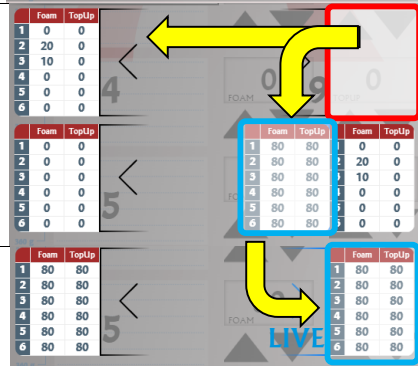 Foam TopUp
1 0 0
2 20 0
3 10 0
4 0 0
5 0 0
6 0 0
4
0 9 0
FOAM TOPUP
Foam TopUp Foam TopUp Foam TopUp
1 0 0 1 80 80 0 0
2 0 0 2 80 80 2 20 0
3 0 0 3 80 80 10 0
4 0 0 4 80 80 4 0 0
5 0 0 5 80 80 0 0
6 0 0 6 80 80 6 0 0
5
Foam TopUp Foam TopUp
1 80 80 1 80 80
2 80 80 2 80 80
3 80 80 3 80 80
4 80 80 4 80 80
5 80 80 5 80 80
6 80 80 6 80 80
5
FOAM
LIVE